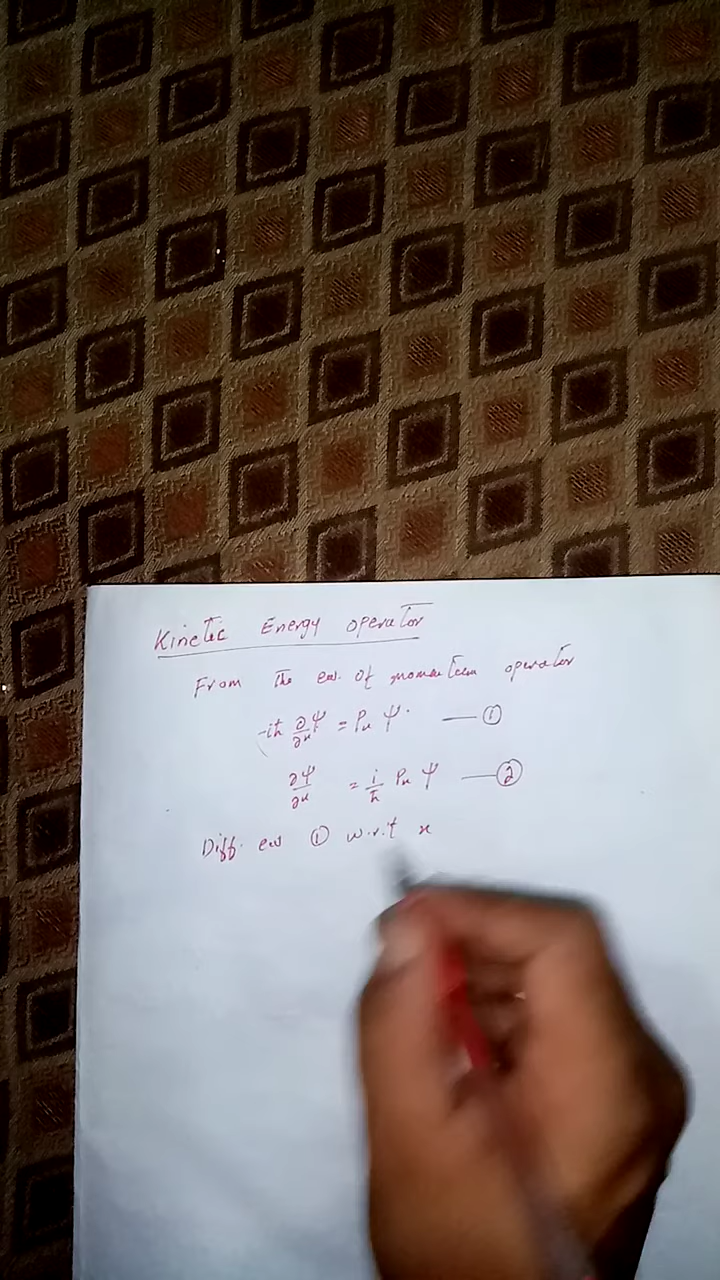 Kinetic Energy operator
From the eq. of momentum operator
-iħ ∂/∂x ψ = Px ψ. — ①
∂ψ/∂x = i/ħ Px ψ — ②
Diff. eq ① w.r.t x